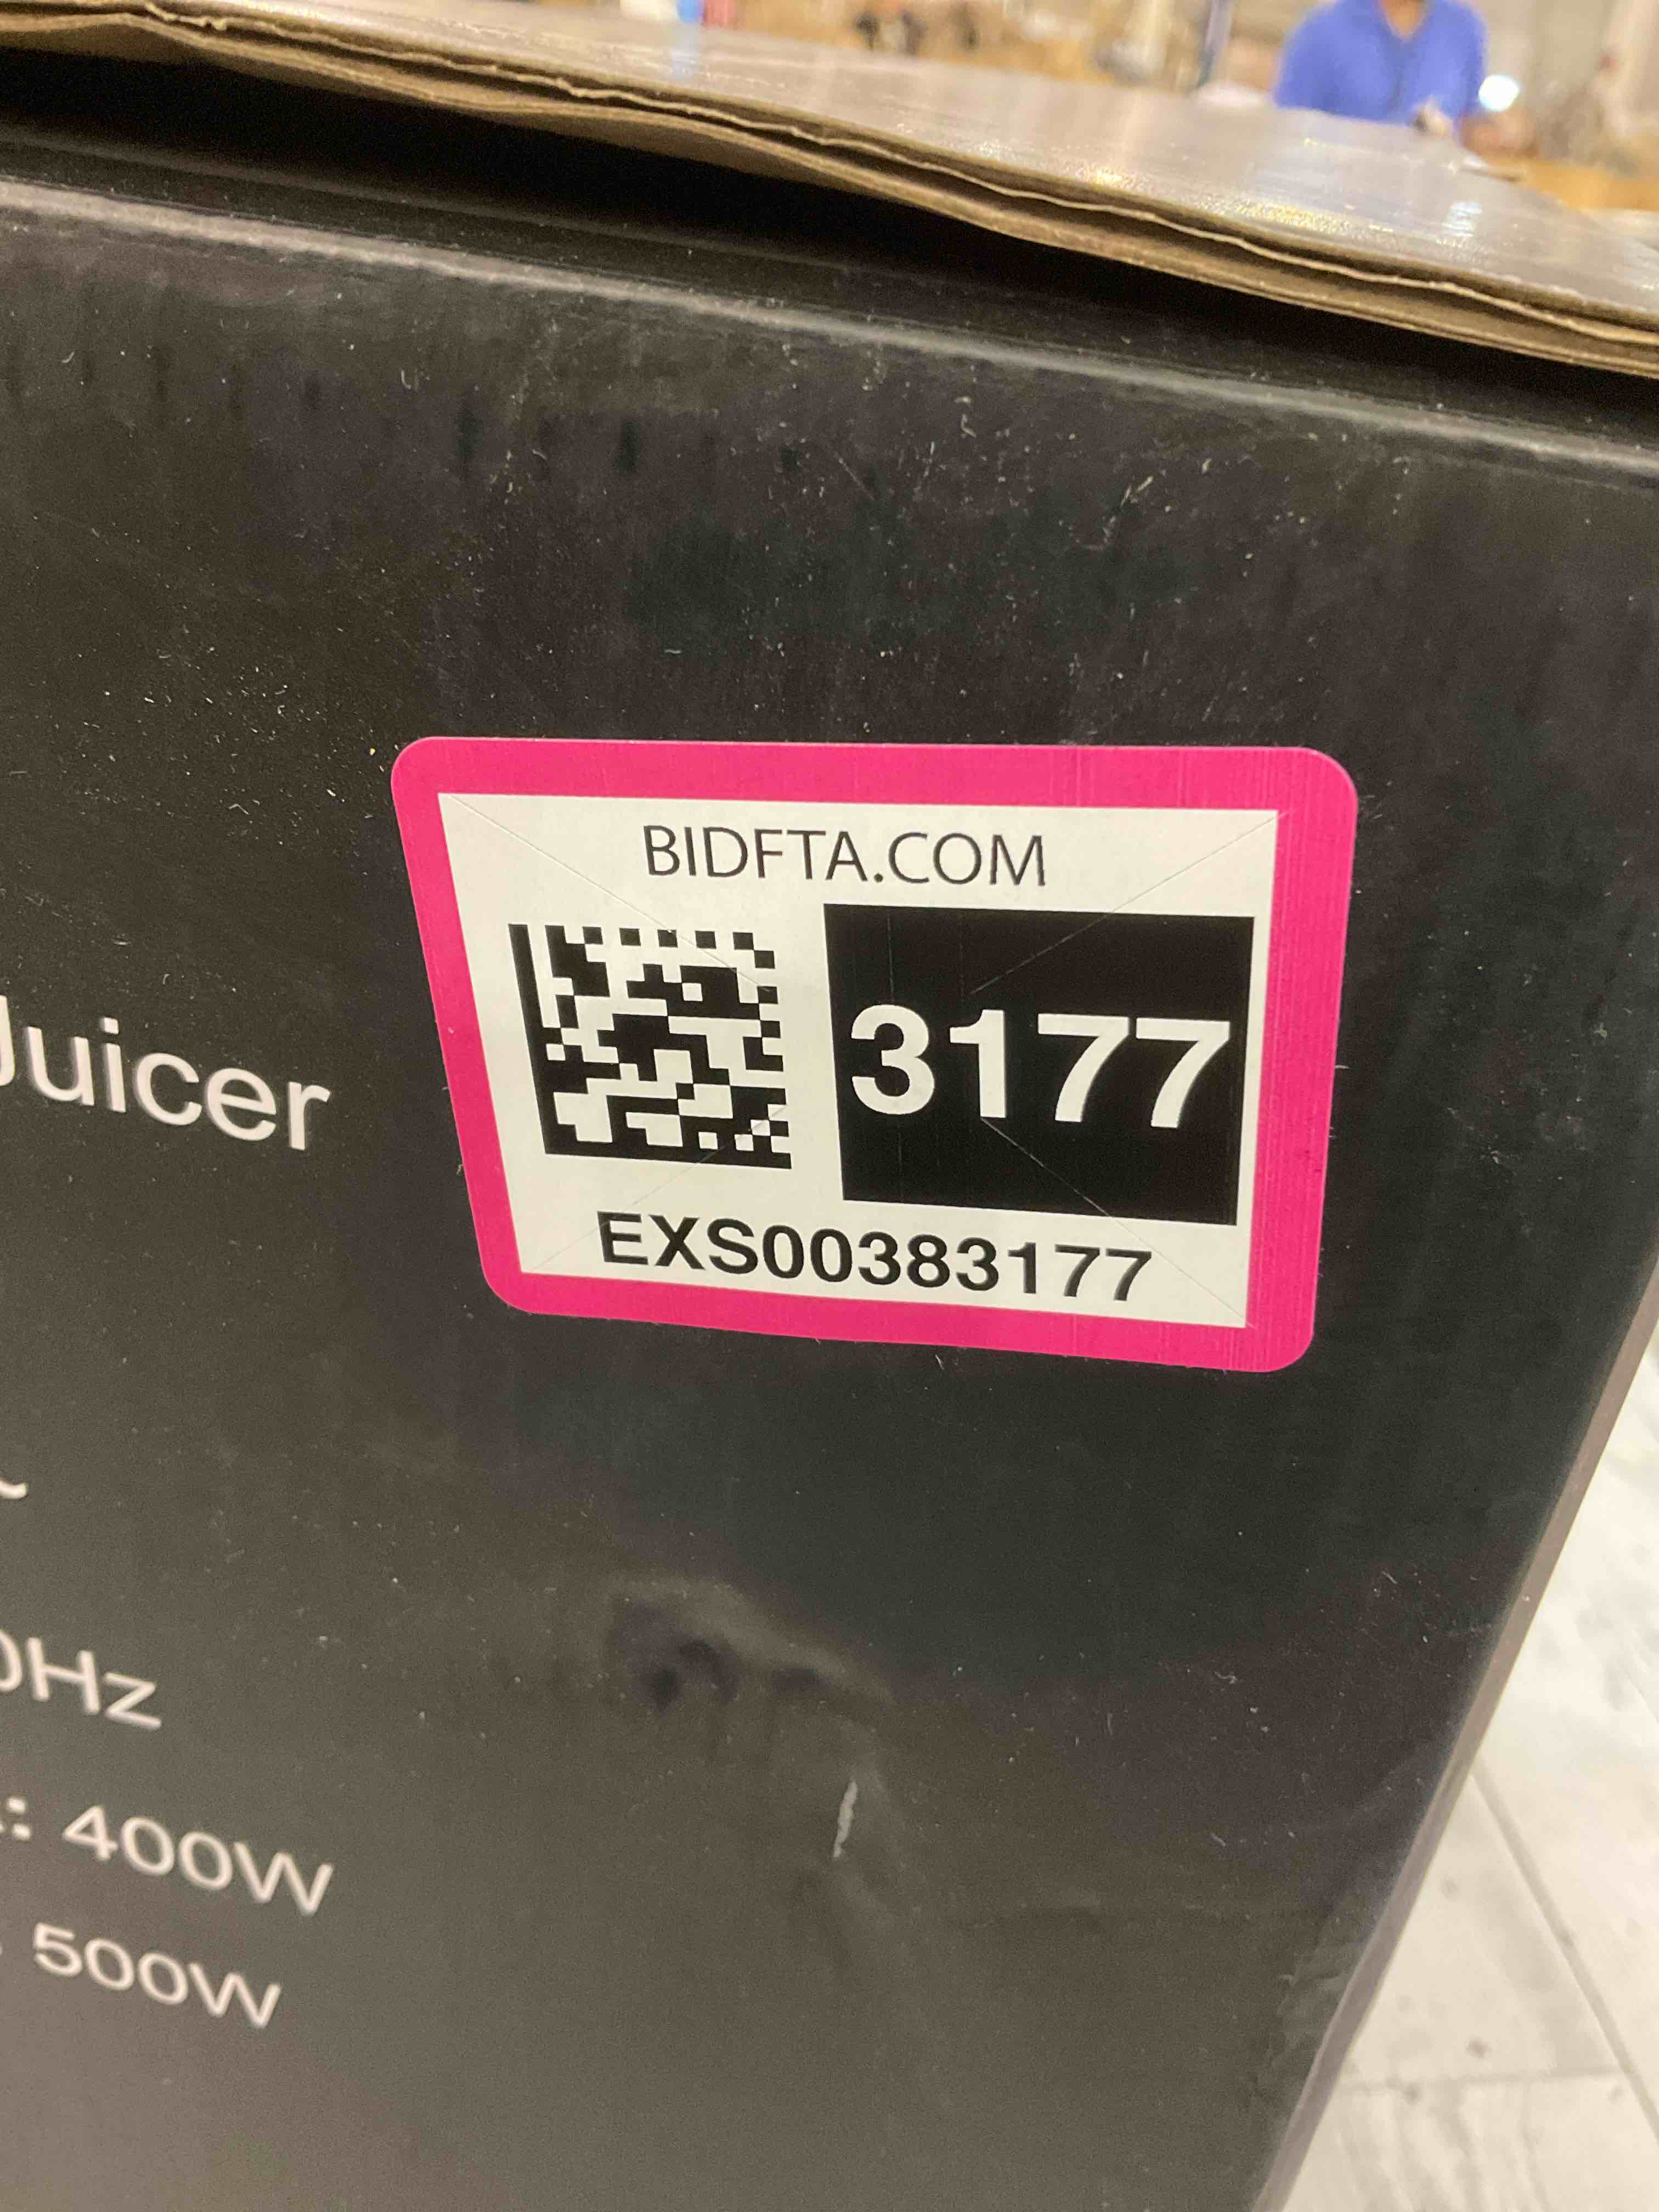 BIDFTA.COM
3177
EXS00383177
Juicer
0Hz
: 400W
500W